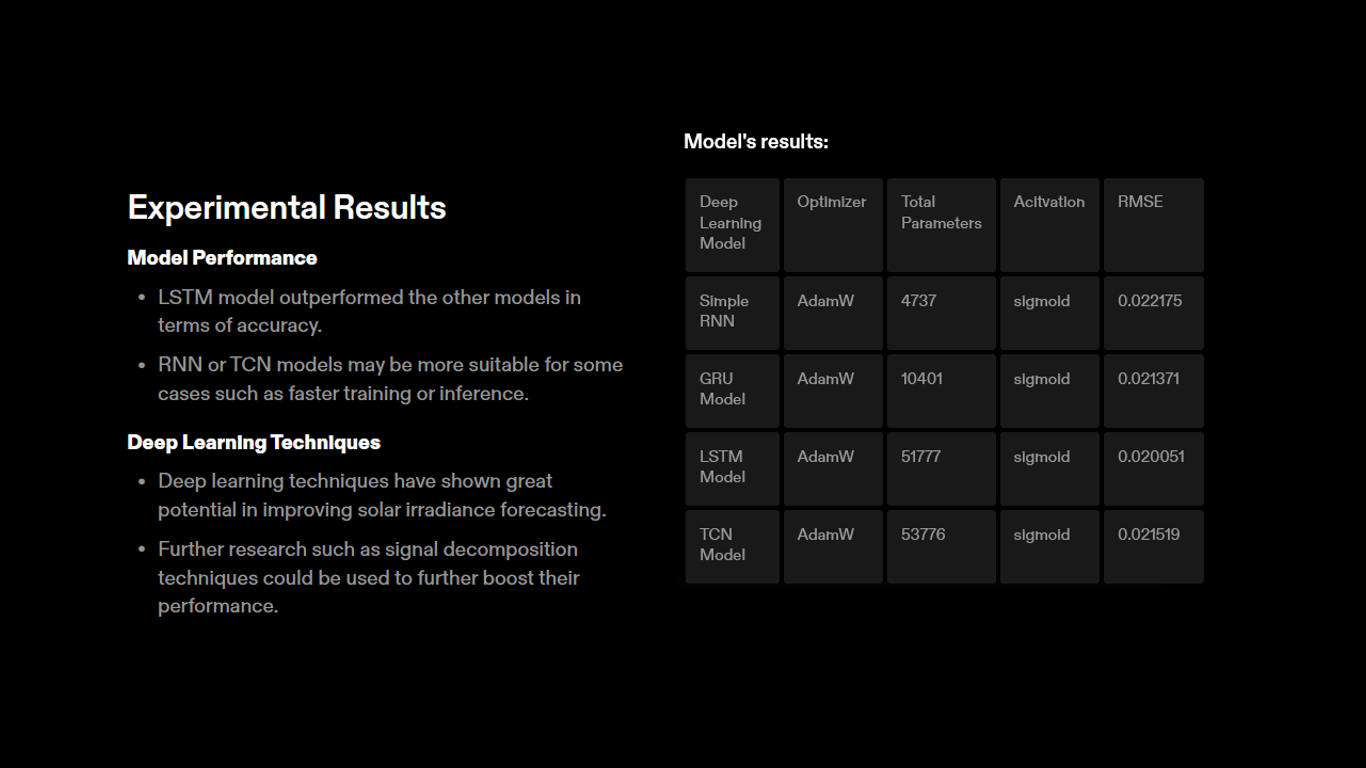 Experimental Results
Model Performance
• LSTM model outperformed the other models in
terms of accuracy.
• RNN or TCN models may be more suitable for some
cases such as faster training or inference.
Deep Learning Techniques
• Deep learning techniques have shown great
potential in improving solar irradiance forecasting.
• Further research such as signal decomposition
techniques could be used to further boost their
performance.
Model's results:
Deep
Learning
Model
Optimizer
Total
Parameters
Acitvation
RMSE
Simple
RNN
AdamW
4737
sigmoid
0.022175
GRU
Model
AdamW
10401
sigmoid
0.021371
LSTM
Model
AdamW
51777
sigmoid
0.020051
TCN
Model
AdamW
53776
sigmoid
0.021519